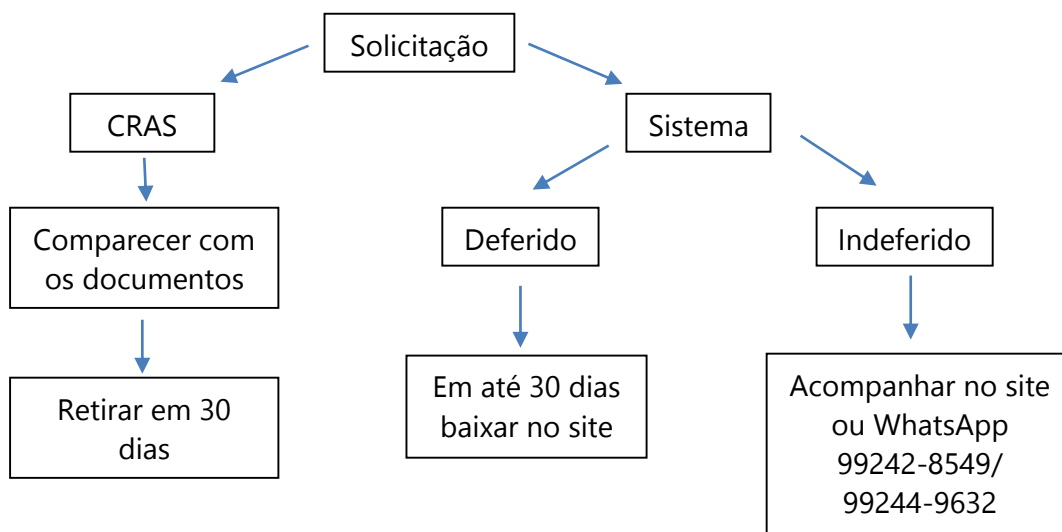 Solicitação
CRAS
Sistema
Comparecer com
os documentos
Deferido
Indeferido
Retirar em 30
dias
Em até 30 dias
baixar no site
Acompanhar no site
ou WhatsApp
99242-8549/
99244-9632